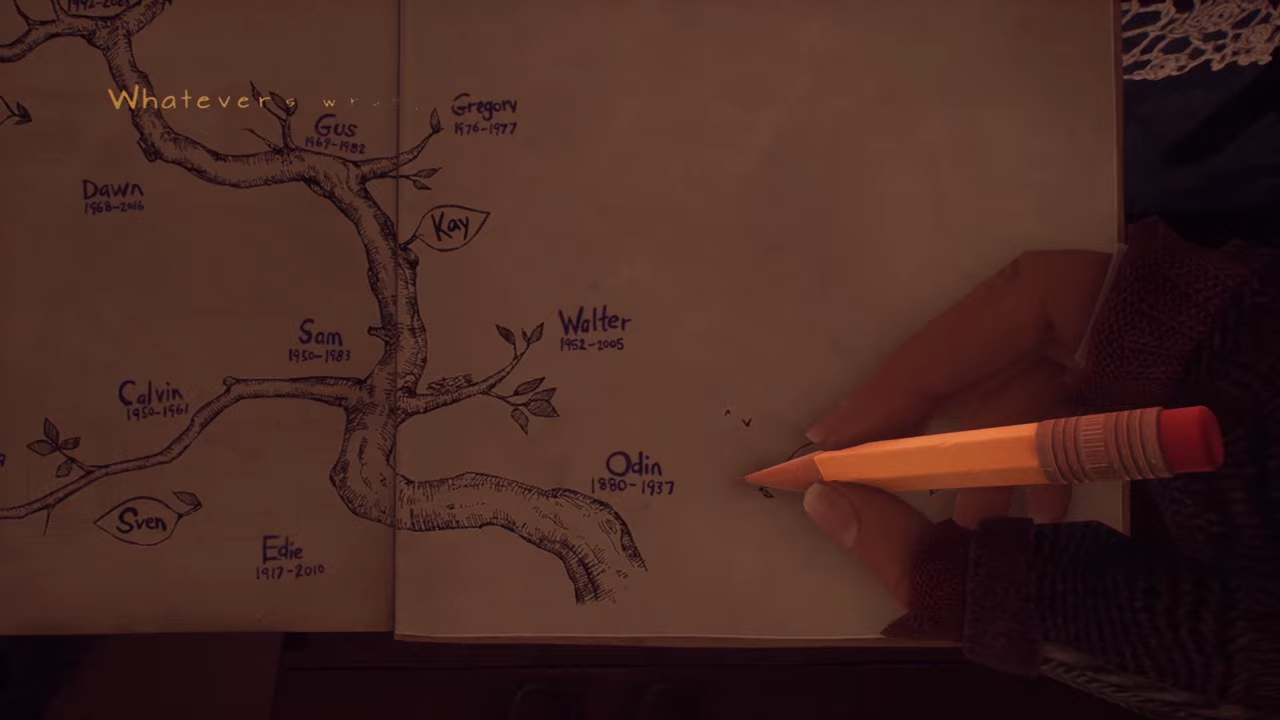 Whatever's
Gregory
1976-1977
Gus
1969-1982
Dawn
1968-2016
Kay
Sam
1950-1983
Walter
1952-2005
Calvin
1950-1961
Odin
1880-1937
Sven
Edie
1917-2010